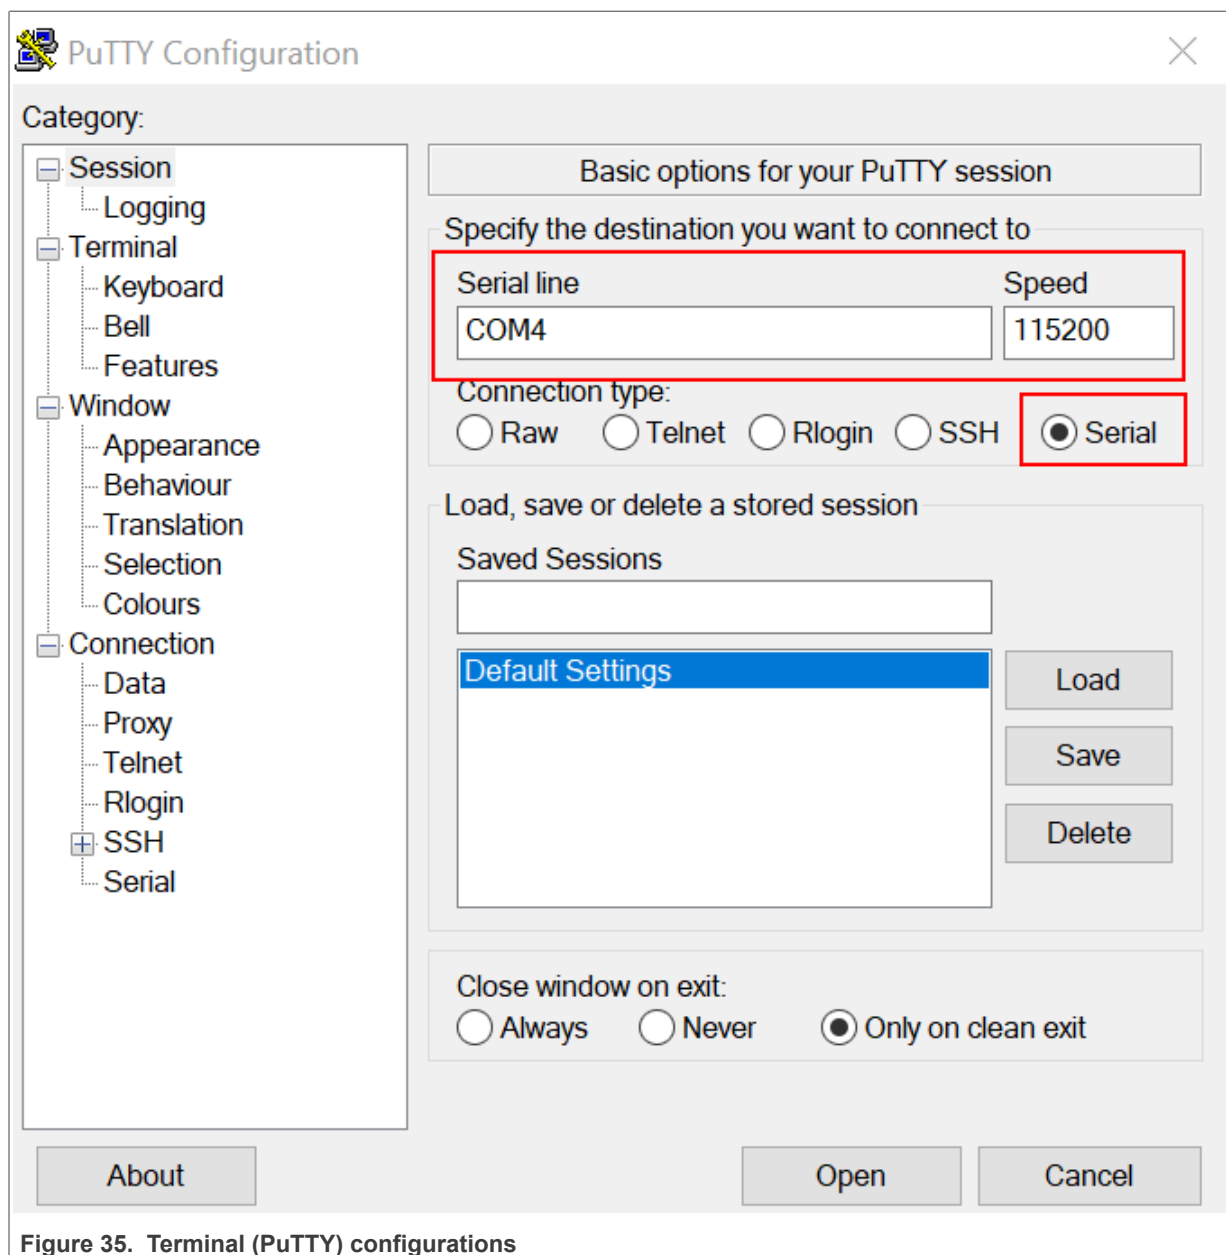 PuTTY Configuration
Category:
Session
Logging
Terminal
Keyboard
Bell
Features
Window
Appearance
Behaviour
Translation
Selection
Colours
Connection
Data
Proxy
Telnet
Rlogin
SSH
Serial
Basic options for your PuTTY session
Specify the destination you want to connect to
Serial line Speed
COM4 115200
Connection type:
Raw Telnet Rlogin SSH Serial
Load, save or delete a stored session
Saved Sessions
Default Settings
Load
Save
Delete
Close window on exit:
Always Never Only on clean exit
About Open Cancel
Figure 35. Terminal (PuTTY) configurations